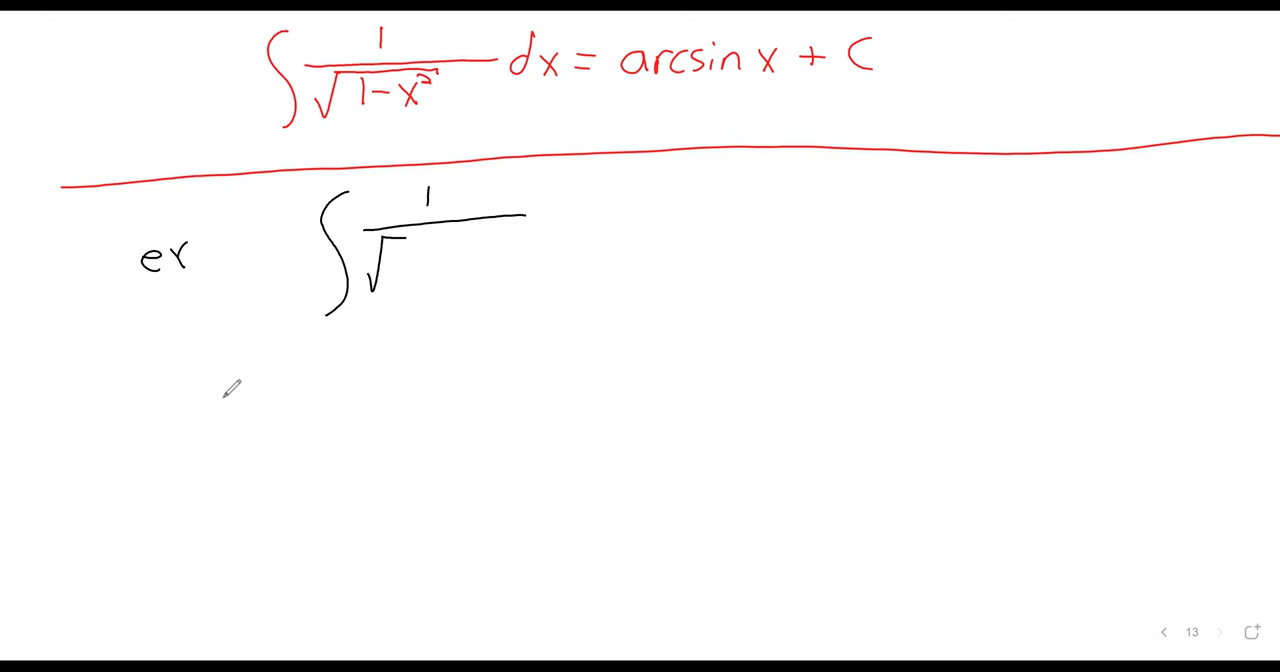 ∫ 1/√(1-x²) dx = arcsin x + C
ex ∫ 1/√
13